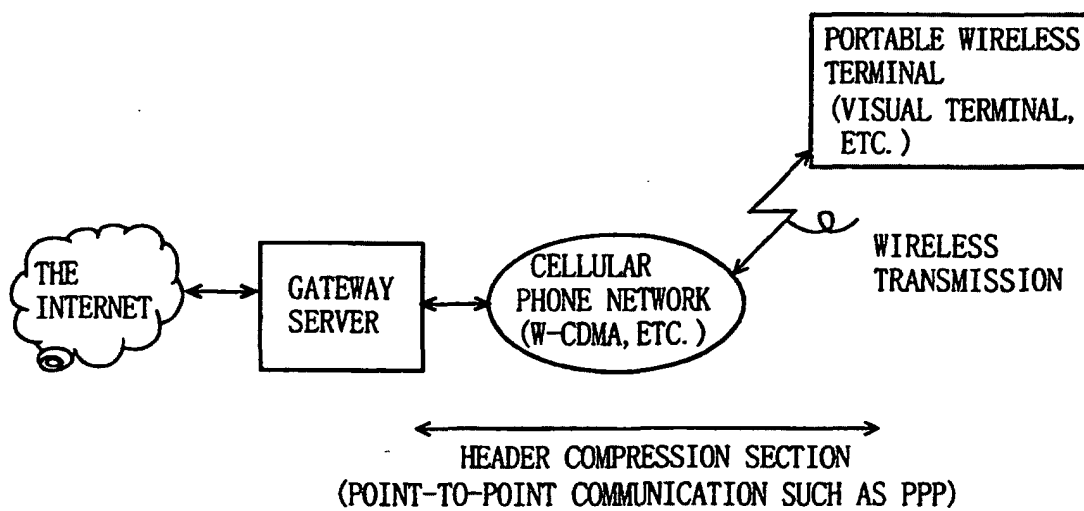 PORTABLE WIRELESS
TERMINAL
(VISUAL TERMINAL,
ETC.)
WIRELESS
TRANSMISSION
THE
INTERNET
GATEWAY
SERVER
CELLULAR
PHONE NETWORK
(W-CDMA, ETC.)
HEADER COMPRESSION SECTION
(POINT-TO-POINT COMMUNICATION SUCH AS PPP)